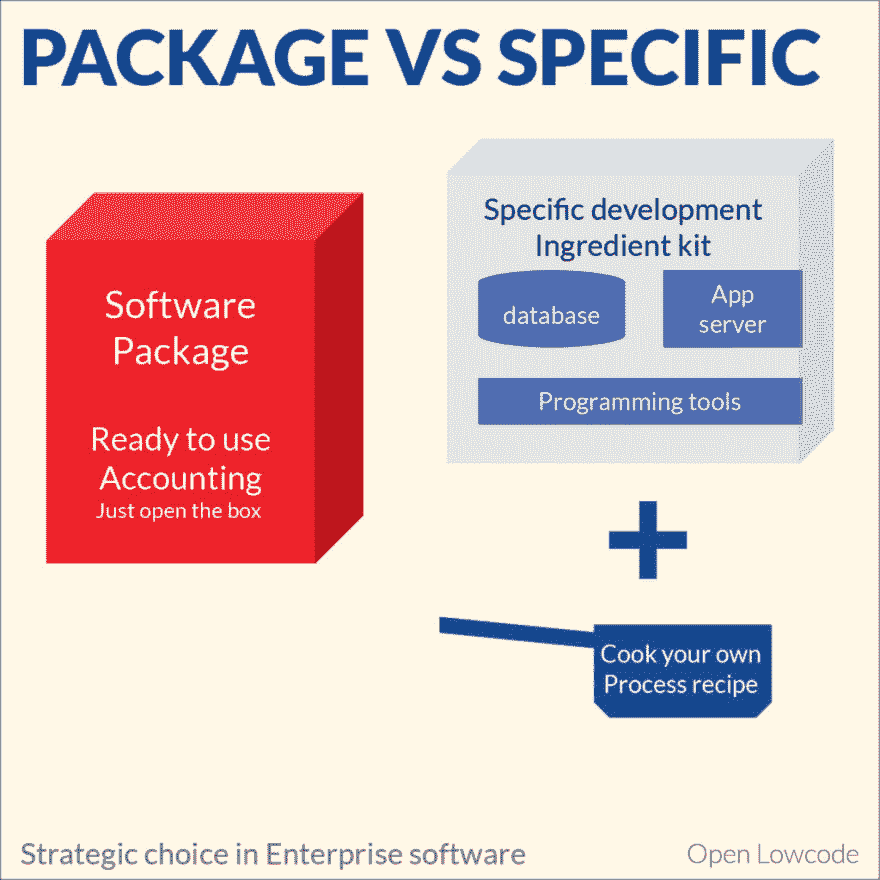 PACKAGE VS SPECIFIC
Software
Package
Ready to use
Accounting
Just open the box
Specific development
Ingredient kit
database
App
server
Programming tools
Cook your own
Process recipe
Strategic choice in Enterprise software
Open Lowcode